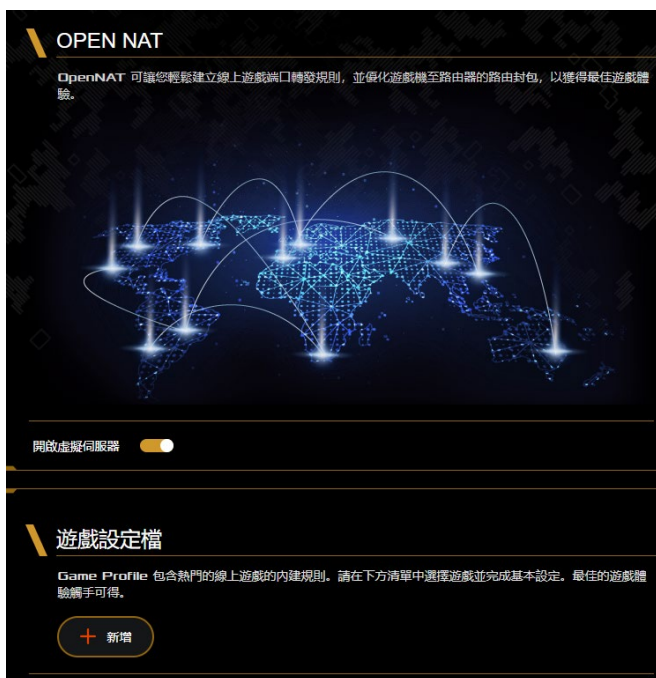 OPEN NAT
OpenNAT 可讓您輕鬆建立線上遊戲端口轉發規則，並優化遊戲機至路由器的路由封包，以獲得最佳遊戲體
驗。
開啟虛擬伺服器
遊戲設定檔
Game Profile 包含熱門的線上遊戲的內建規則。請在下方清單中選擇遊戲並完成基本設定。最佳的遊戲體
驗觸手可得。
新增